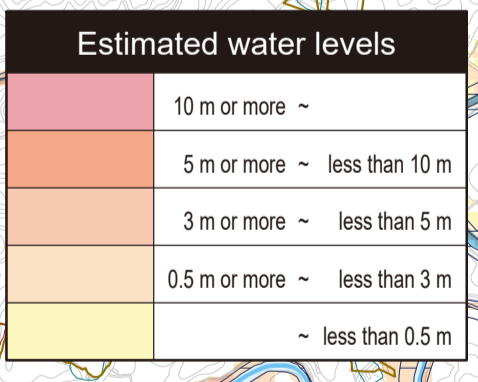 Estimated water levels
10 m or more ~
5 m or more ~ less than 10 m
3 m or more ~ less than 5 m
0.5 m or more ~ less than 3 m
~ less than 0.5 m